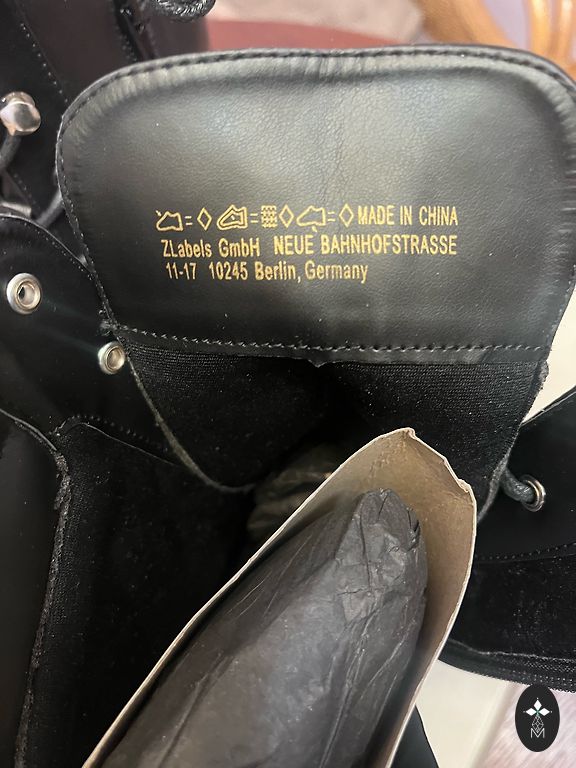 MADE IN CHINA
ZLabels GmbH NEUE BAHNHOFSTRASSE
11-17 10245 Berlin, Germany